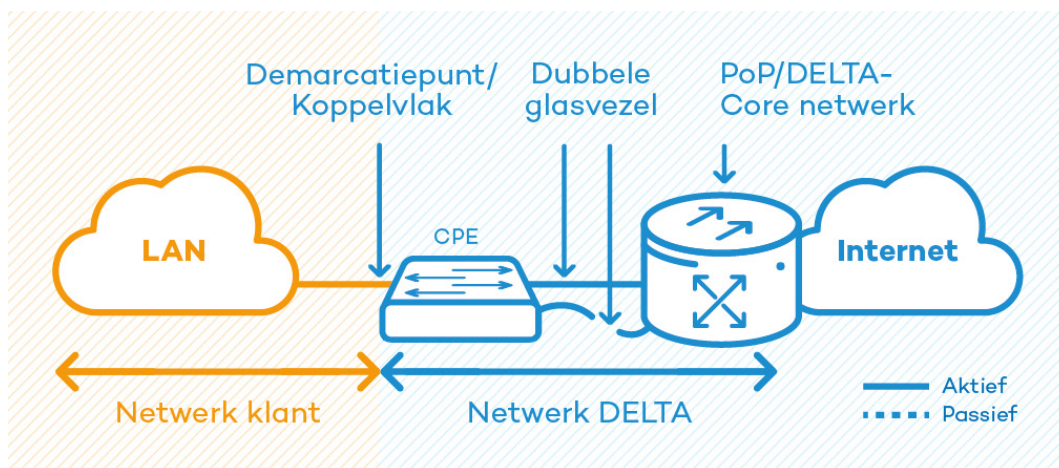 Demarcatiepunt/
Koppelvlak
Dubbele
glasvezel
PoP/DELTA-
Core netwerk
LAN
CPE
Internet
Netwerk klant
Netwerk DELTA
Aktief
Passief